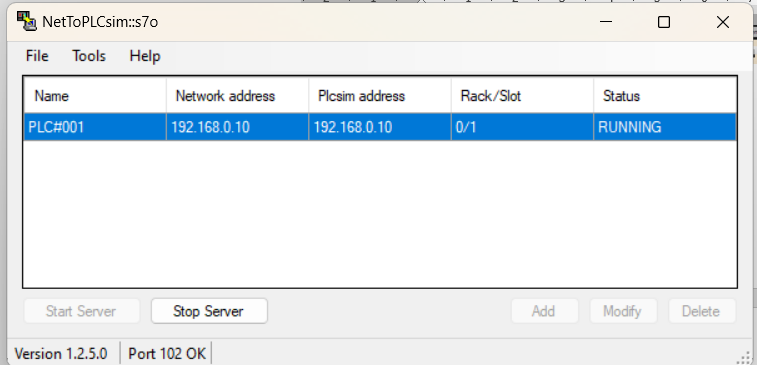 NetToPLCsim::s7o
File Tools Help
Name Network address Plcsim address Rack/Slot Status
PLC#001 192.168.0.10 192.168.0.10 0/1 RUNNING
Start Server Stop Server Add Modify Delete
Version 1.2.5.0 Port 102 OK